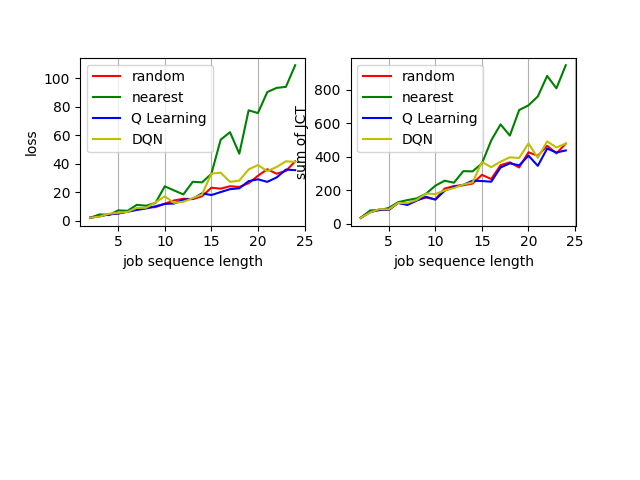 loss
100
80
60
40
20
0
random
nearest
Q Learning
DQN
5 10 15 20 25
job sequence length
sum of JCT
800
600
400
200
0
random
nearest
Q Learning
DQN
5 10 15 20 25
job sequence length